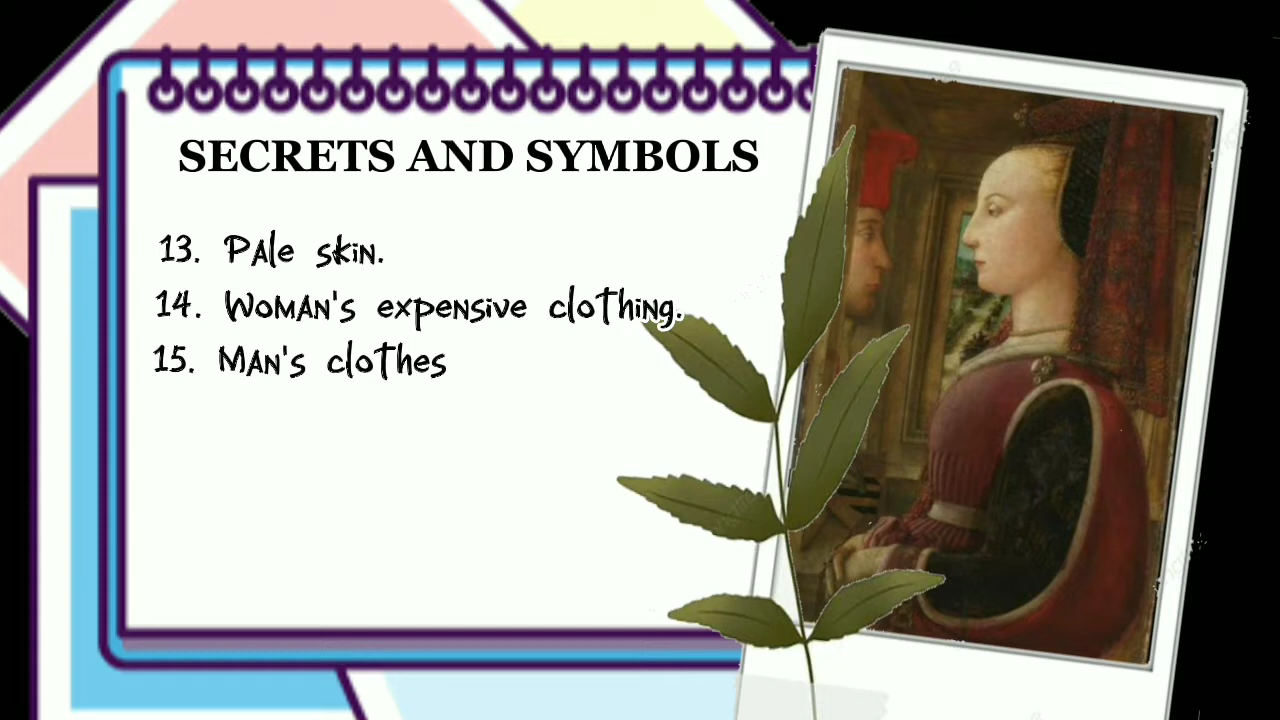 SECRETS AND SYMBOLS
13. Pale skin.
14. Woman's expensive clothing.
15. Man's clothes